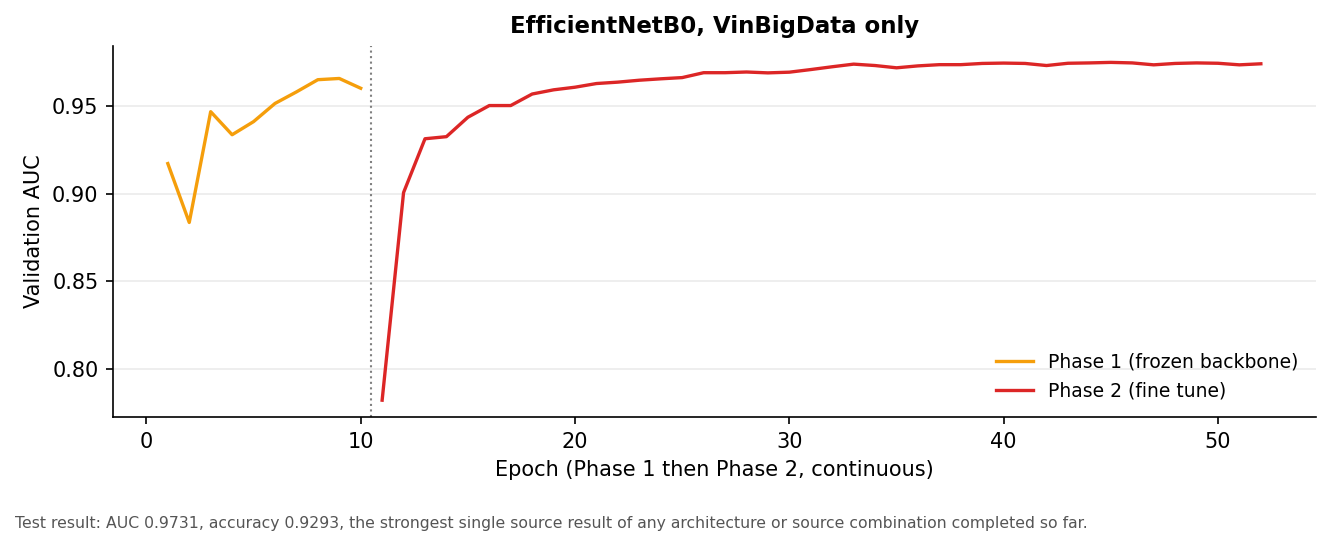 EfficientNetB0, VinBigData only
Validation AUC
0.95
0.90
0.85
0.80
Phase 1 (frozen backbone)
Phase 2 (fine tune)
0 10 20 30 40 50
Epoch (Phase 1 then Phase 2, continuous)
Test result: AUC 0.9731, accuracy 0.9293, the strongest single source result of any architecture or source combination completed so far.